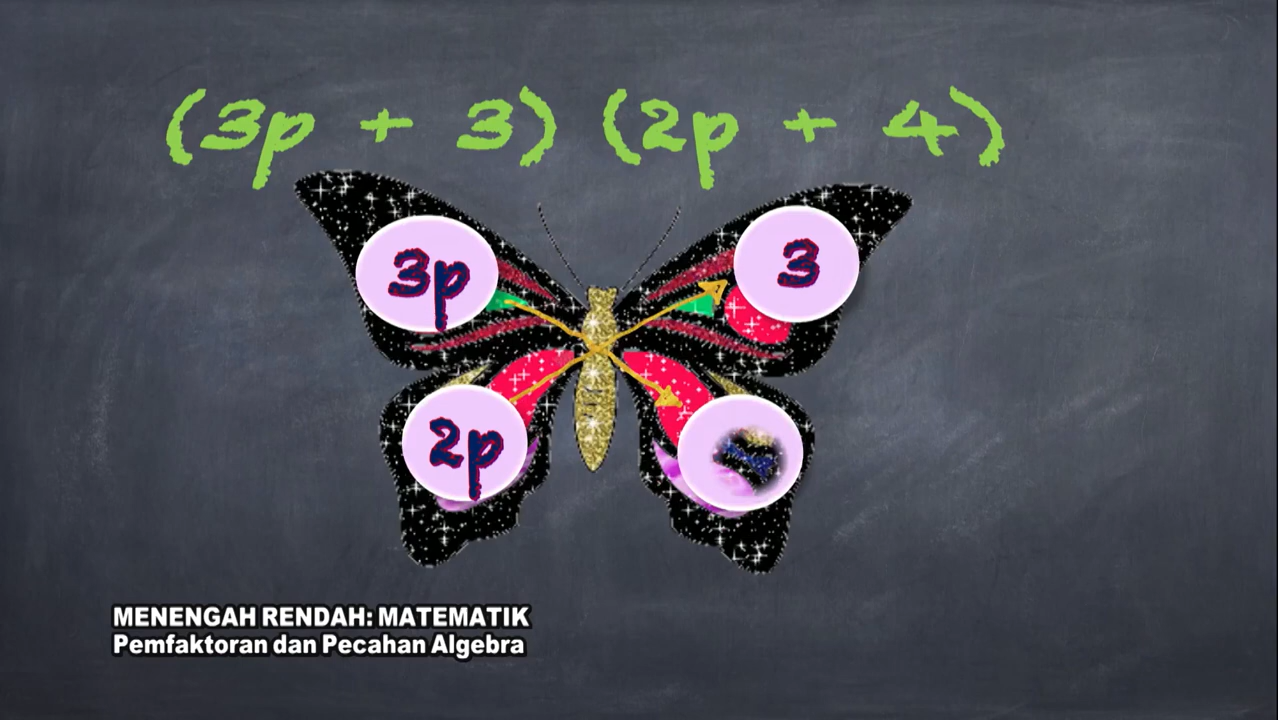 (3p + 3) (2p + 4)
3p
3
2p
MENENGAH RENDAH: MATEMATIK
Pemfaktoran dan Pecahan Algebra